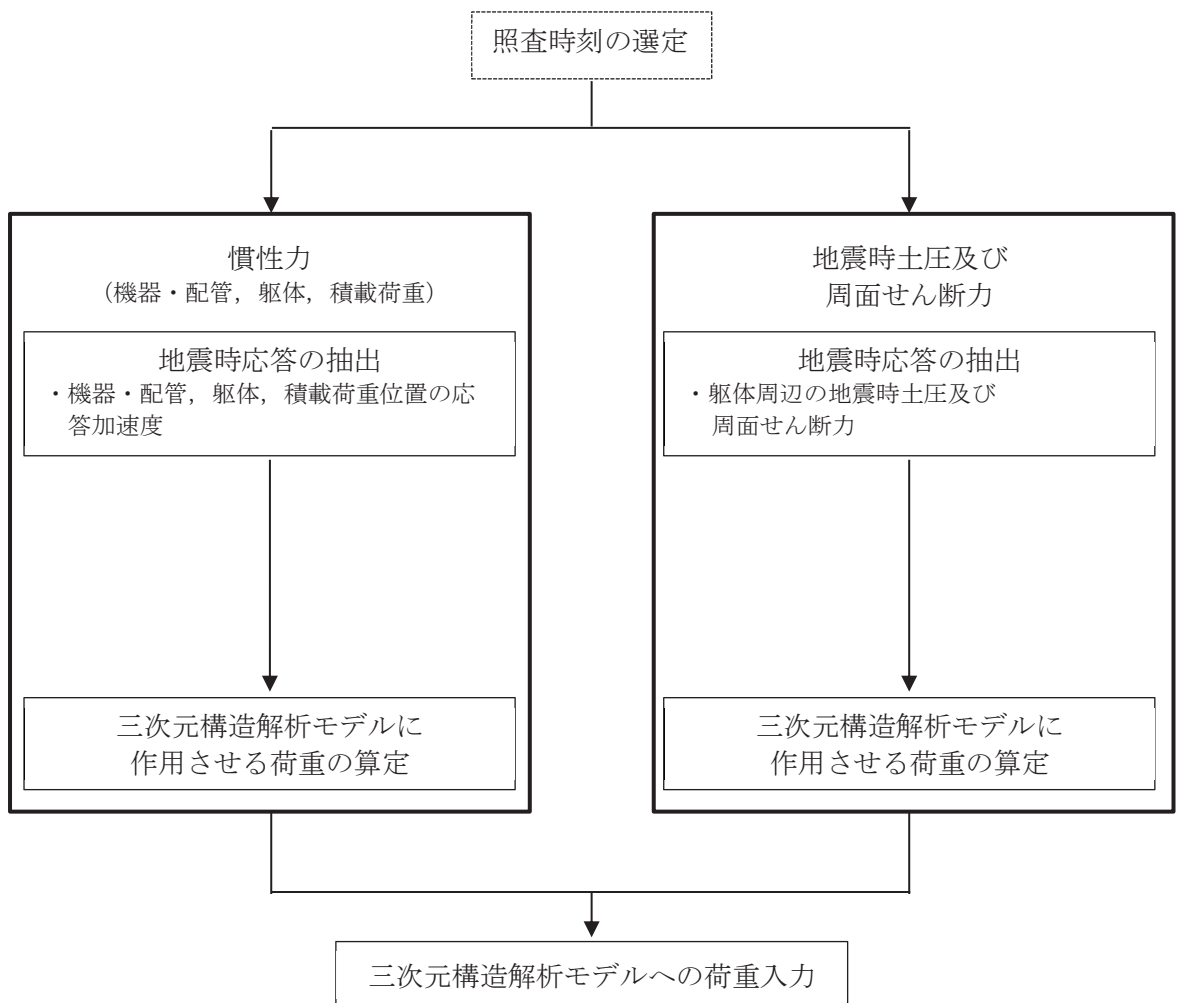 照査時刻の選定
慣性力
（機器・配管，躯体，積載荷重）
地震時応答の抽出
・機器・配管，躯体，積載荷重位置の応
答加速度
三次元構造解析モデルに
作用させる荷重の算定
地震時土圧及び
周面せん断力
地震時応答の抽出
・躯体周辺の地震時土圧及び
周面せん断力
三次元構造解析モデルに
作用させる荷重の算定
三次元構造解析モデルへの荷重入力